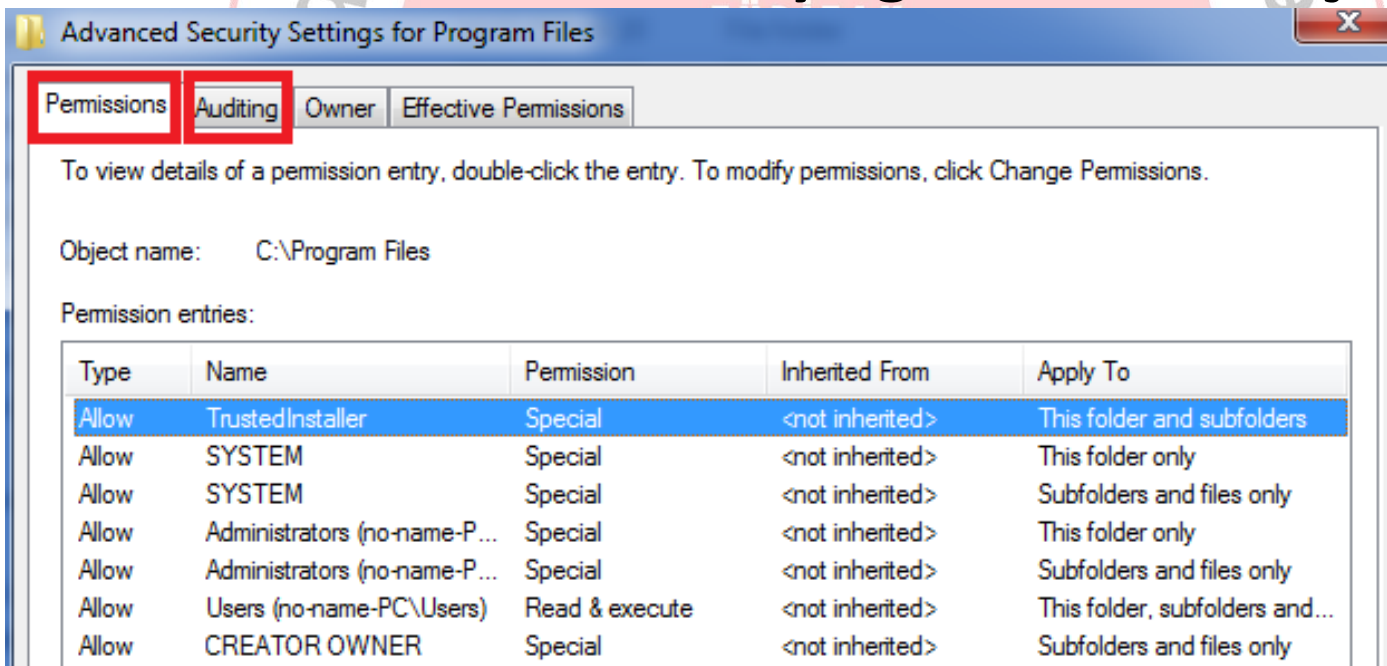 Advanced Security Settings for Program Files
Permissions Auditing Owner Effective Permissions
To view details of a permission entry, double-click the entry. To modify permissions, click Change Permissions.
Object name: C:\Program Files
Permission entries:
Type Name Permission Inherited From Apply To
Allow TrustedInstaller Special <not inherited> This folder and subfolders
Allow SYSTEM Special <not inherited> This folder only
Allow SYSTEM Special <not inherited> Subfolders and files only
Allow Administrators (no-name-P... Special <not inherited> This folder only
Allow Administrators (no-name-P... Special <not inherited> Subfolders and files only
Allow Users (no-name-PC\Users) Read & execute <not inherited> This folder, subfolders and...
Allow CREATOR OWNER Special <not inherited> Subfolders and files only